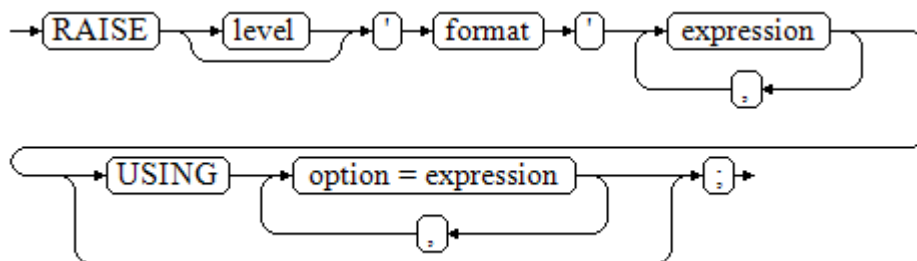 RAISE level ' format ' expression
,
USING option = expression ;
,